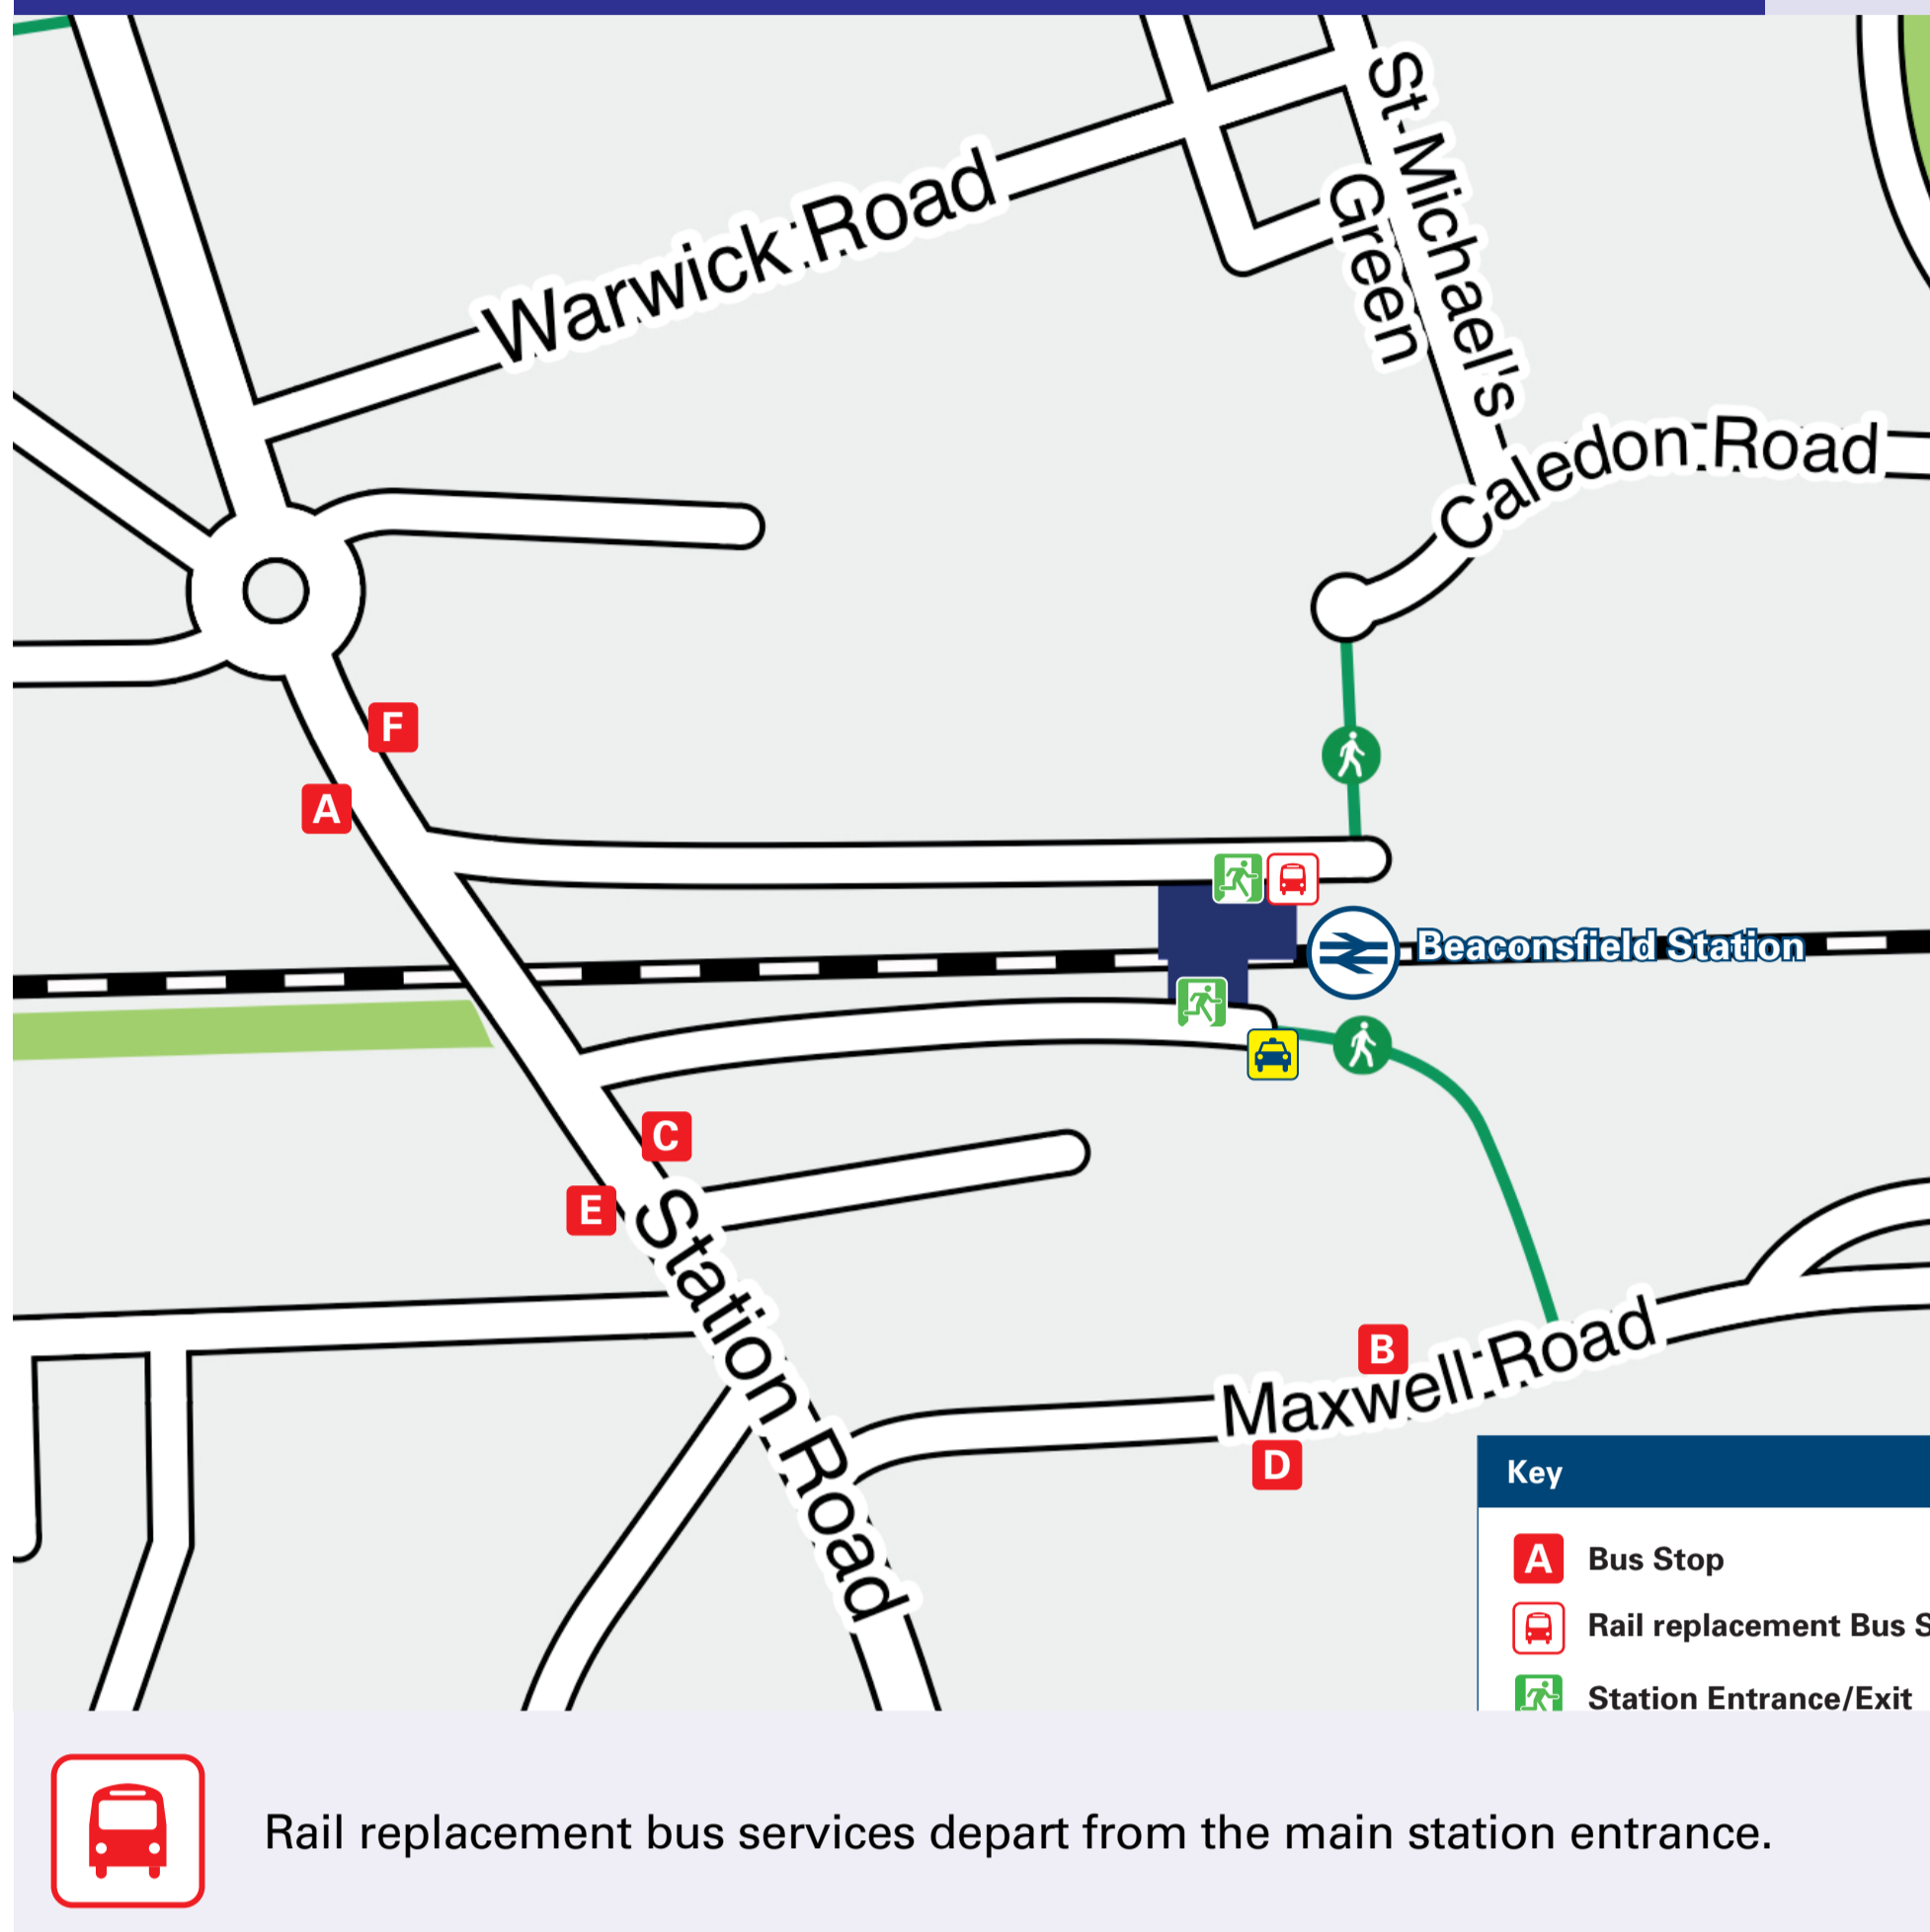 Warwick Road
St Michael's
Green
Caledon Road
F
A
Beaconsfield Station
C
E
Station Road
B
Maxwell Road
D
Key
A Bus Stop
Rail replacement Bus S
Station Entrance/Exit
Rail replacement bus services depart from the main station entrance.